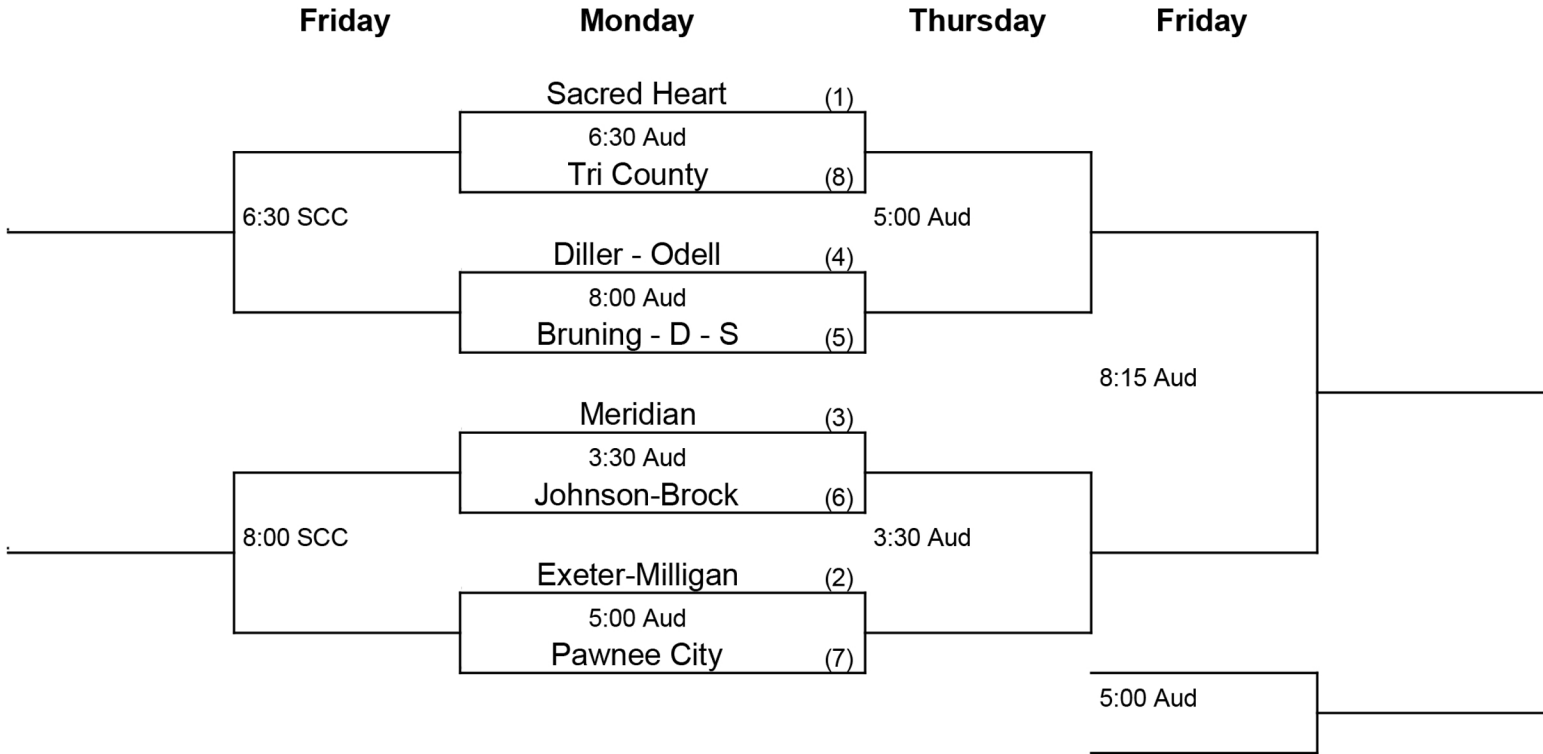 Friday Monday Thursday Friday
Sacred Heart (1)
6:30 Aud
Tri County (8)
6:30 SCC 5:00 Aud
Diller - Odell (4)
8:00 Aud
Bruning - D - S (5)
8:15 Aud
Meridian (3)
3:30 Aud
Johnson-Brock (6)
8:00 SCC 3:30 Aud
Exeter-Milligan (2)
5:00 Aud
Pawnee City (7)
5:00 Aud